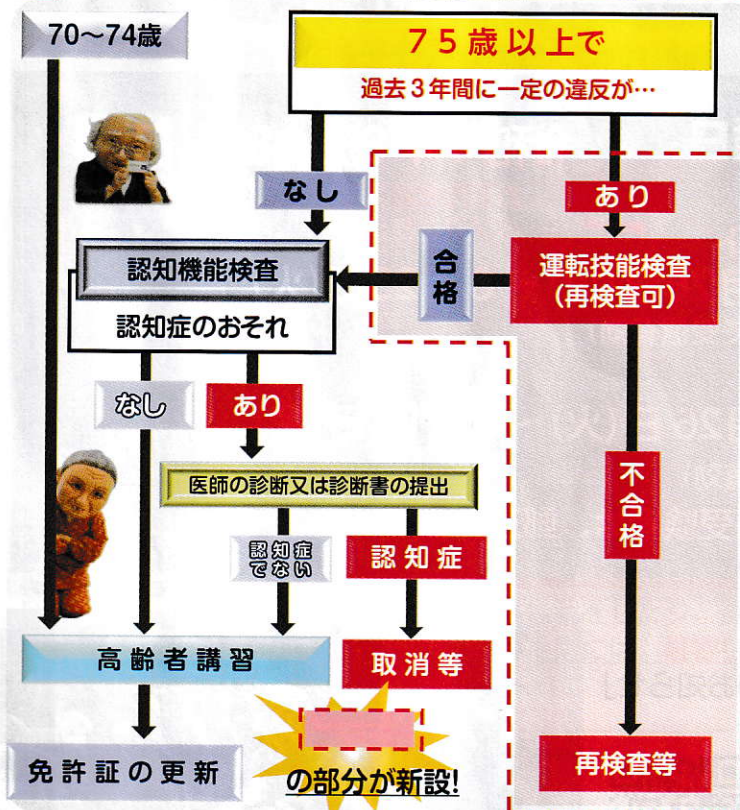 70～74歳
75歳以上で
過去3年間に一定の違反が…
なし
あり
認知機能検査
認知症のおそれ
合格
運転技能検査
(再検査可)
なし
あり
医師の診断又は診断書の提出
不合格
認知症
でない
認知症
高齢者講習
取消等
免許証の更新
の部分が新設!
再検査等